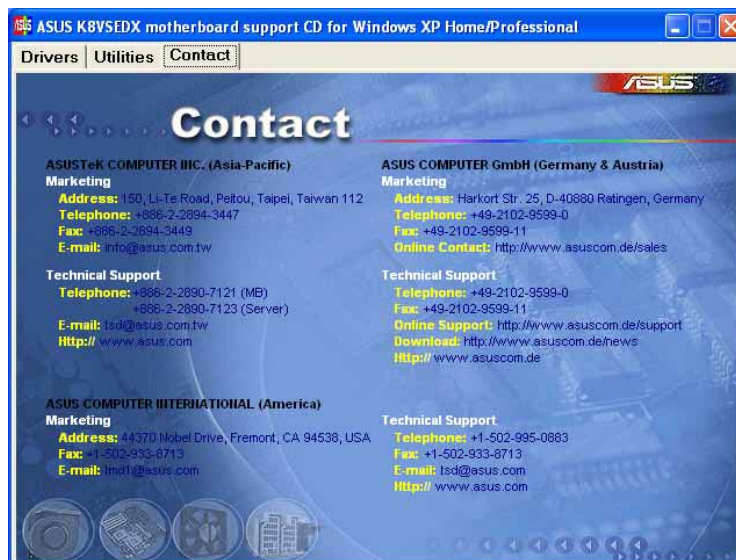 ASUS K8VSEDX motherboard support CD for Windows XP Home/Professional
Drivers Utilities Contact
ASUS
Contact
ASUSTeK COMPUTER INC. (Asia-Pacific)
Marketing
Address: 150, Li-Te Road, Peitou, Taipei, Taiwan 112
Telephone: +886-2-2894-3447
Fax: +886-2-2894-3449
E-mail: info@asus.com.tw
Technical Support
Telephone: +886-2-2890-7121 (MB)
+886-2-2890-7123 (Server)
E-mail: tsd@asus.com.tw
Http:// www.asus.com
ASUS COMPUTER GmbH (Germany & Austria)
Marketing
Address: Harkort Str. 25, D-40880 Ratingen, Germany
Telephone: +49-2102-9599-0
Fax: +49-2102-9599-11
Online Contact: http://www.asuscom.de/sales
Technical Support
Telephone: +49-2102-9599-0
Fax: +49-2102-9599-11
Online Support: http://www.asuscom.de/support
Download: http://www.asuscom.de/news
Http:// www.asuscom.de
ASUS COMPUTER INTERNATIONAL (America)
Marketing
Address: 44370 Nobel Drive, Fremont, CA 94538, USA
Fax: +1-502-933-8713
E-mail: tmd1@asus.com
Technical Support
Telephone: +1-502-995-0883
Fax: +1-502-933-8713
E-mail: tsd@asus.com
Http:// www.asus.com